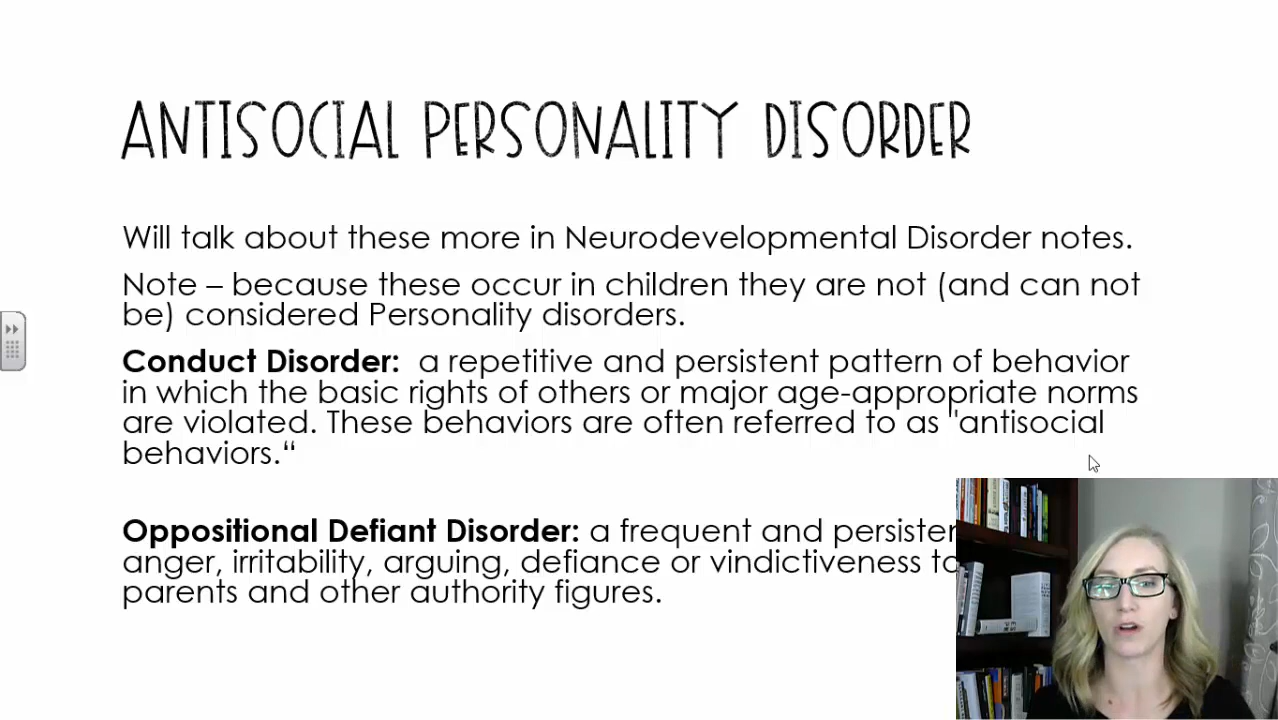 ANTISOCIAL PERSONALITY DISORDER
Will talk about these more in Neurodevelopmental Disorder notes.
Note – because these occur in children they are not (and can not
be) considered Personality disorders.
Conduct Disorder: a repetitive and persistent pattern of behavior
in which the basic rights of others or major age-appropriate norms
are violated. These behaviors are often referred to as "antisocial
behaviors.“
Oppositional Defiant Disorder: a frequent and
anger, irritability, arguing, defiance or vindictiveness
parents and other authority figures.